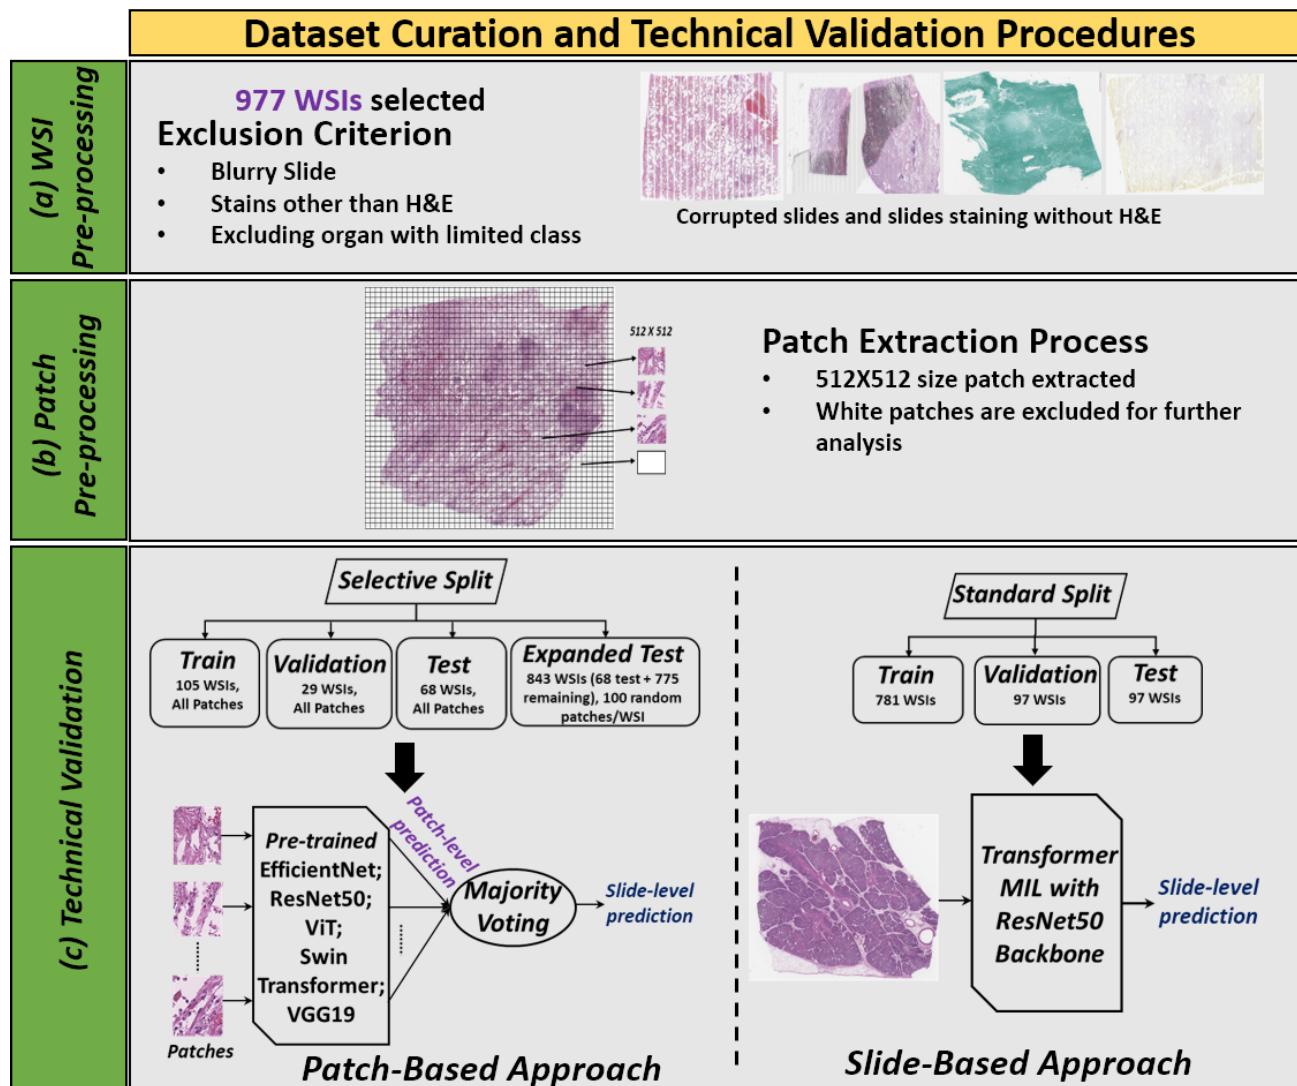 Dataset Curation and Technical Validation Procedures
(a) WSI
Pre-processing
977 WSIs selected
Exclusion Criterion
• Blurry Slide
• Stains other than H&E
• Excluding organ with limited class
Corrupted slides and slides staining without H&E
(b) Patch
Pre-processing
512 X 512
Patch Extraction Process
• 512X512 size patch extracted
• White patches are excluded for further
analysis
(c) Technical Validation
Selective Split
Train
105 WSIs,
All Patches
Validation
29 WSIs,
All Patches
Test
68 WSIs,
All Patches
Expanded Test
843 WSIs (68 test + 775
remaining), 100 random
patches/WSI
Patches
Pre-trained
EfficientNet;
ResNet50;
ViT;
Swin
Transformer;
VGG19
Patch-level
prediction
Majority
Voting
Slide-level
prediction
Patch-Based Approach
Standard Split
Train
781 WSIs
Validation
97 WSIs
Test
97 WSIs
Transformer
MIL with
ResNet50
Backbone
Slide-level
prediction
Slide-Based Approach